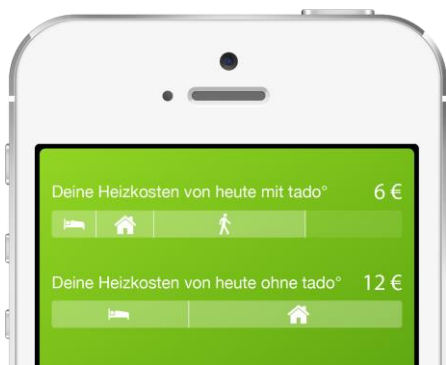 Deine Heizkosten von heute mit tado° 6 €
Deine Heizkosten von heute ohne tado° 12 €